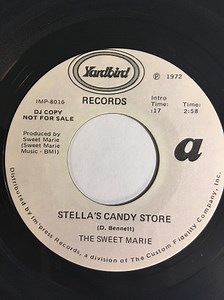 Yardbird
℗ 1972
IMP-8016
RECORDS
Intro Time: :17
Time: 2:58
DJ COPY
NOT FOR SALE
Produced by
Sweet Marie
(Sweet Marie
Music - BMI)
a
STELLA'S CANDY STORE
(D. Bennett)
THE SWEET MARIE
Distributed by Im'press Records, a division of The Custom Fidelity Company, Inc.